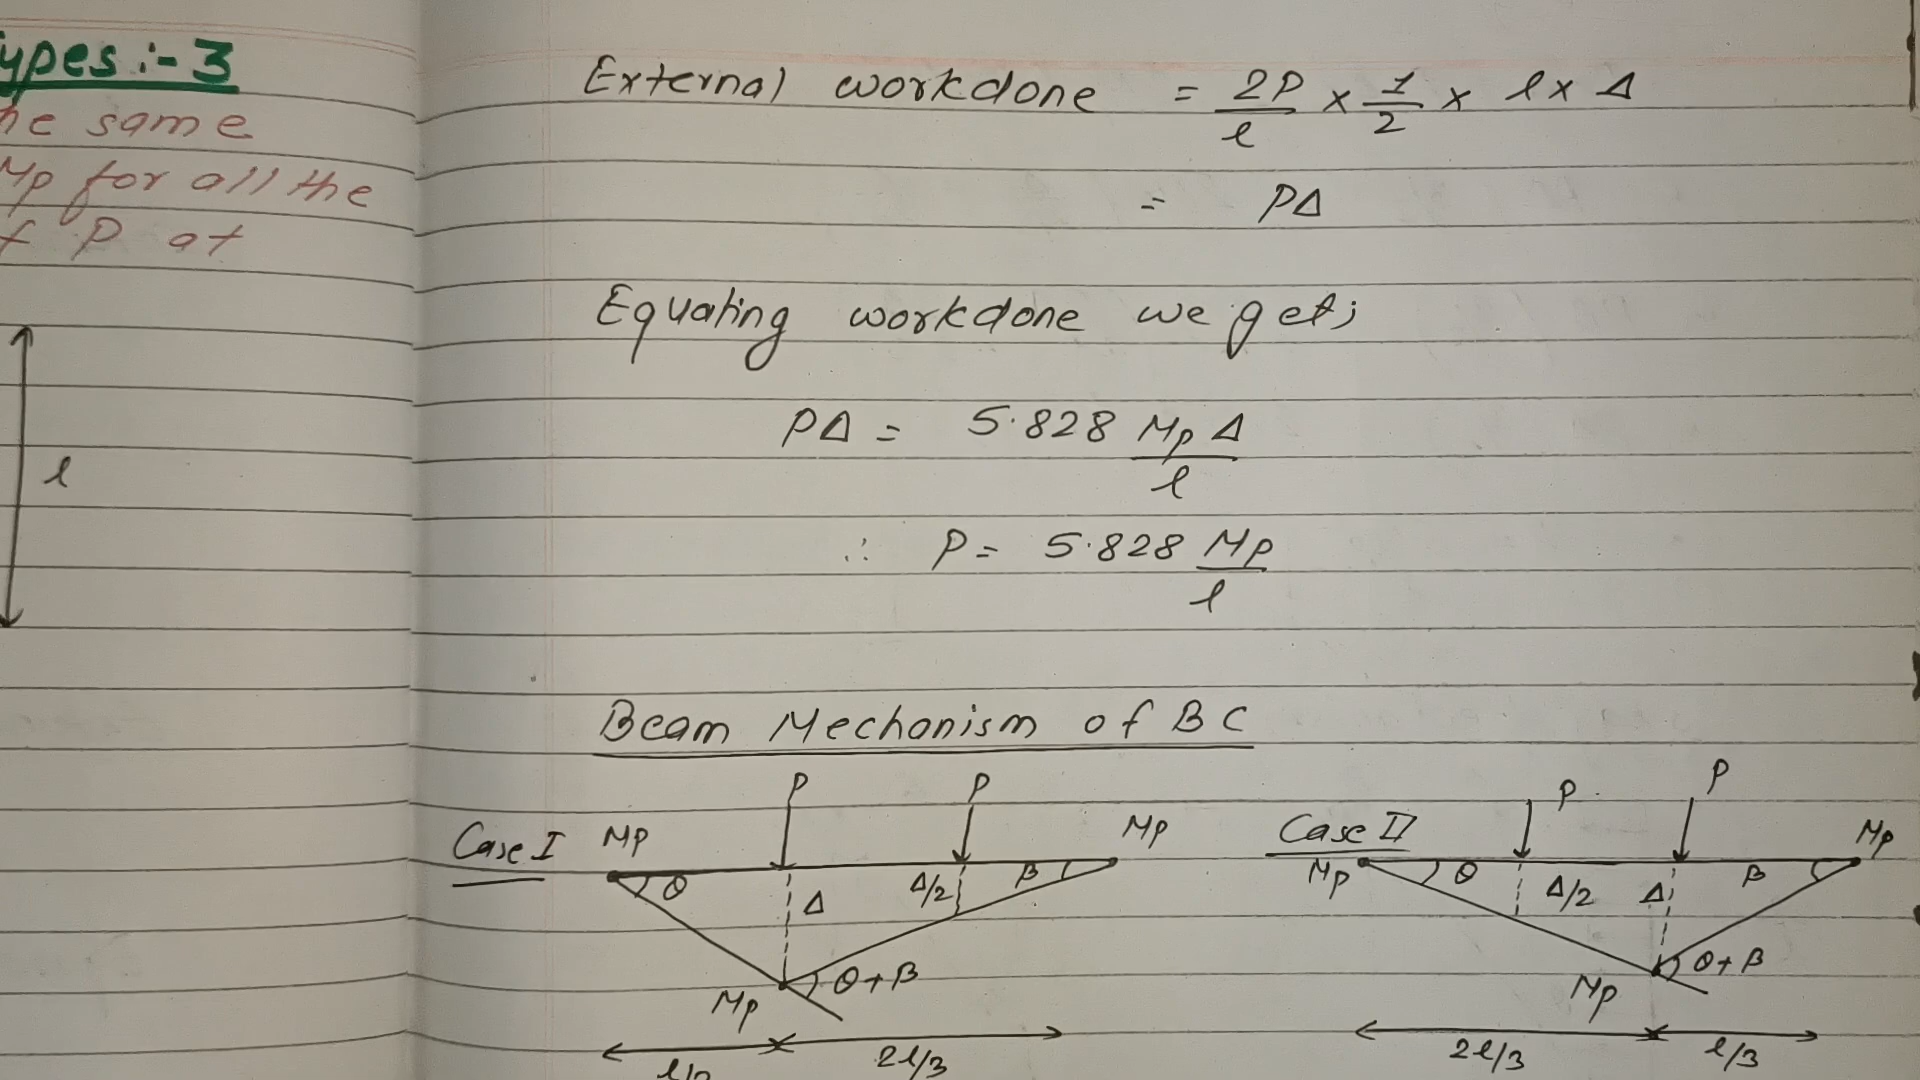 ypes :- 3
he same
Mp for all the
f P at
l
External workdone = 2P/l x 1/2 x l x Δ
= PΔ
Equating workdone we get;
PΔ = 5.828 MpΔ/l
∴ P = 5.828 Mp/l
Beam Mechanism of BC
Case I Mp P P Mp
θ Δ Δ/2 β
Mp θ+β
2l/3
Case II Mp P P Mp
θ Δ/2 Δ β
Mp θ+β
2l/3 l/3